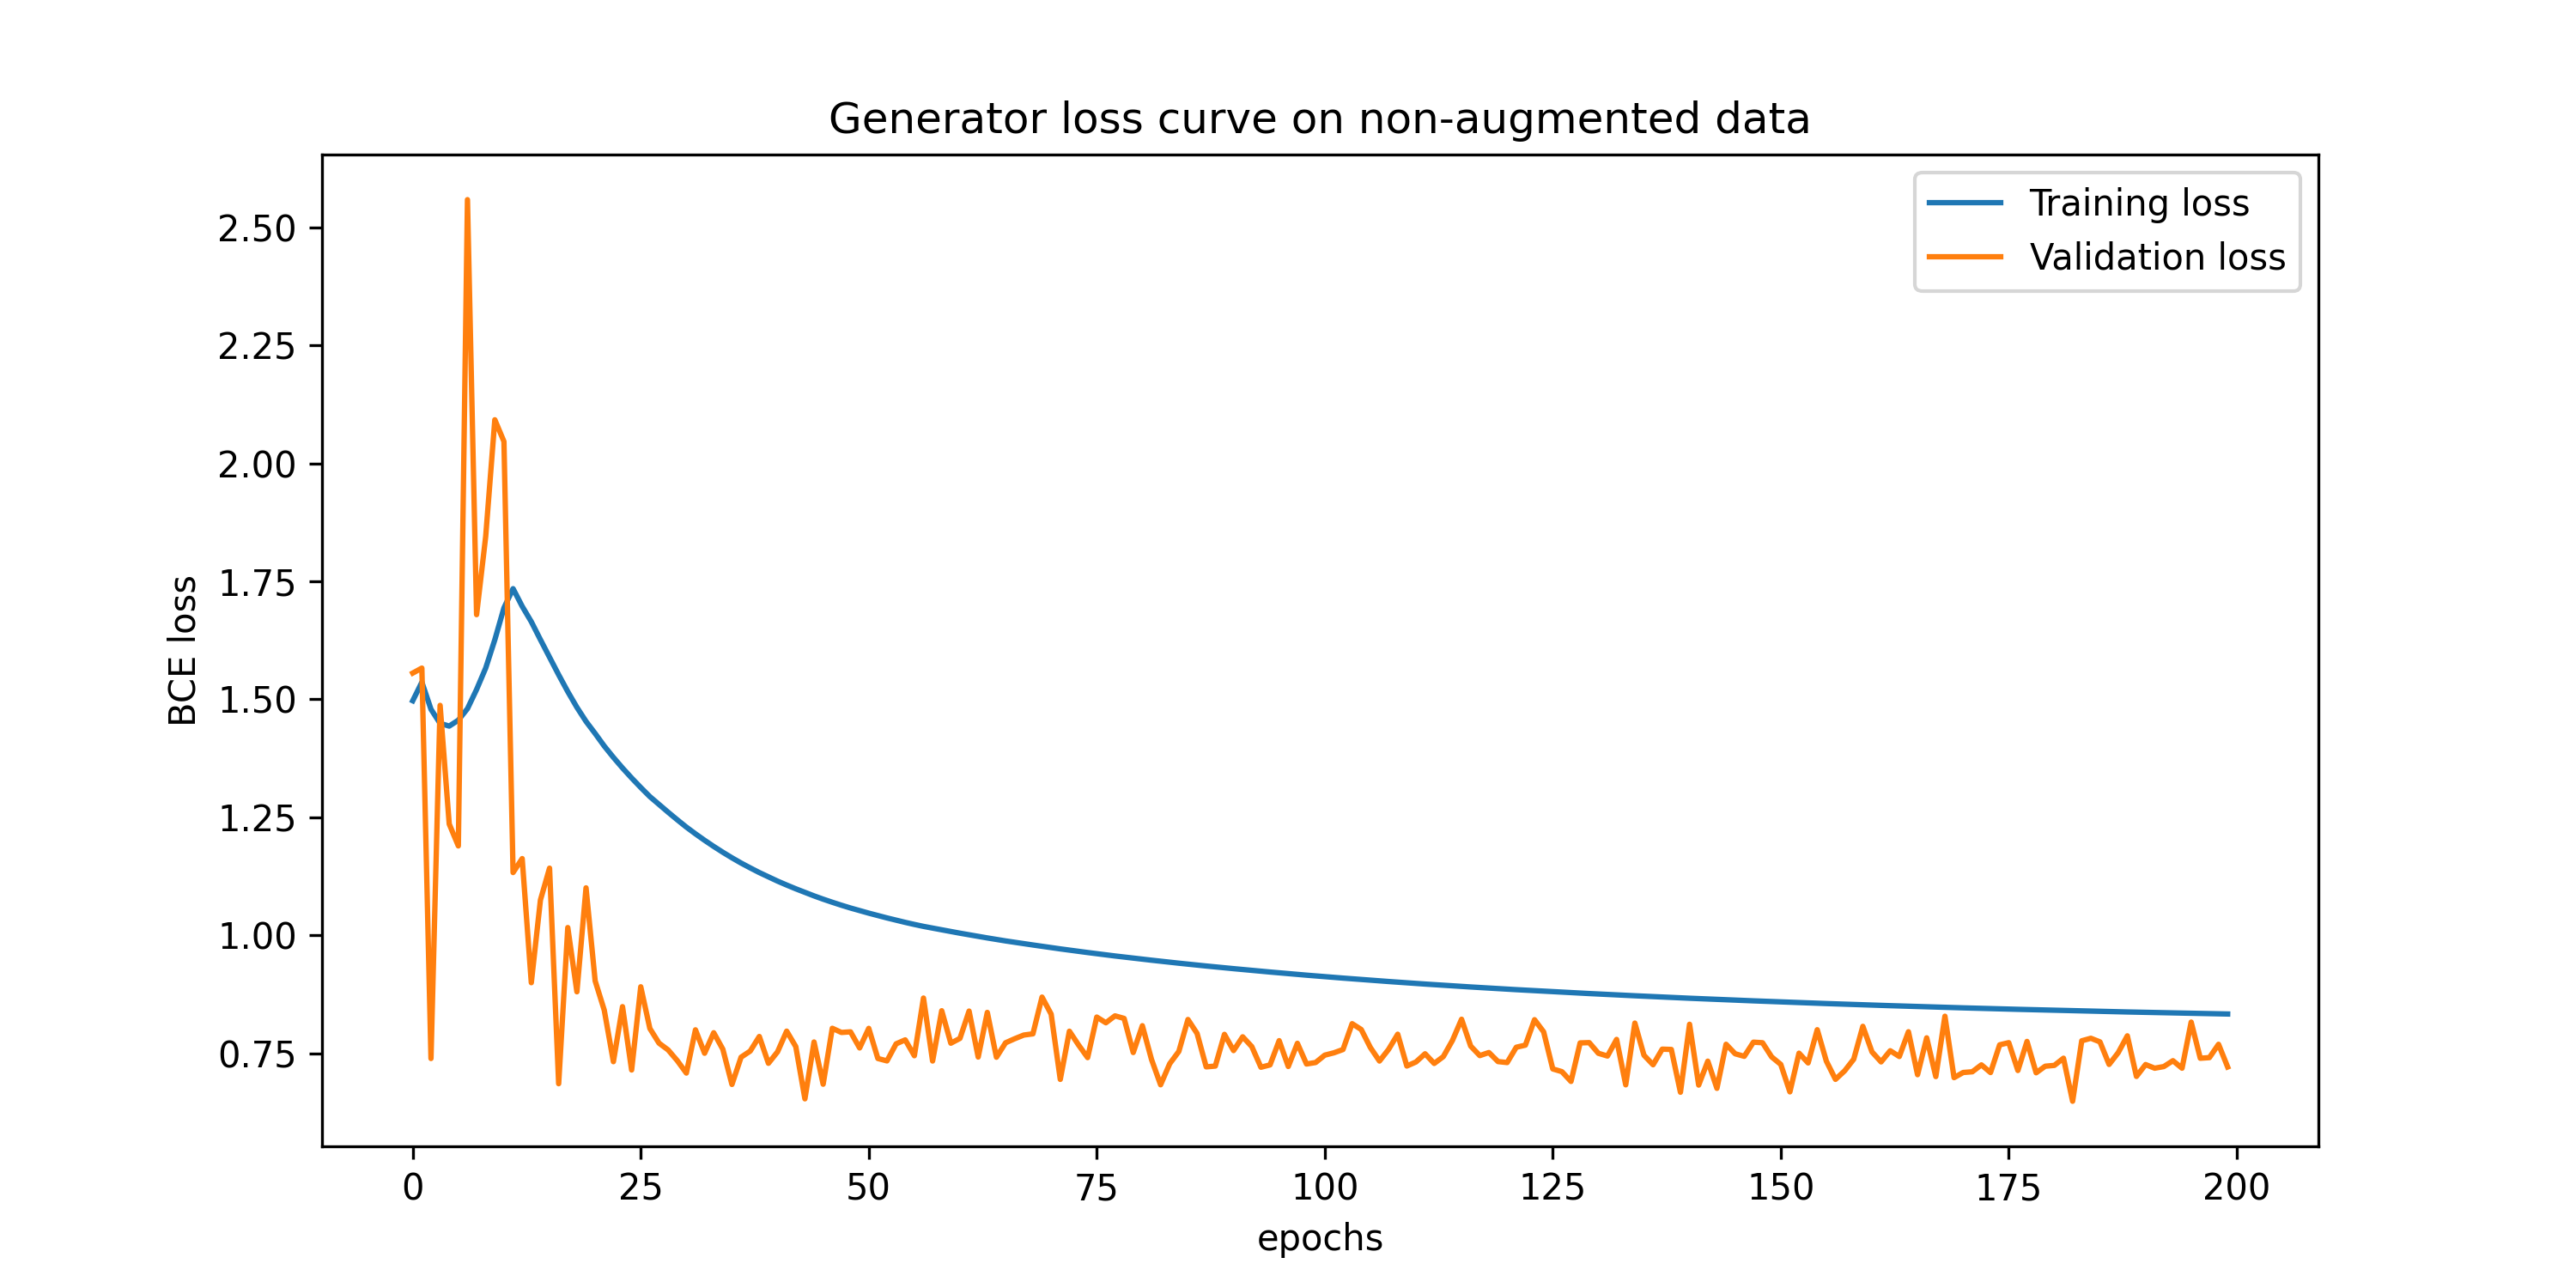 Generator loss curve on non-augmented data
Training loss
Validation loss
2.50
2.25
2.00
1.75
1.50
1.25
1.00
0.75
BCE loss
0 25 50 75 100 125 150 175 200
epochs